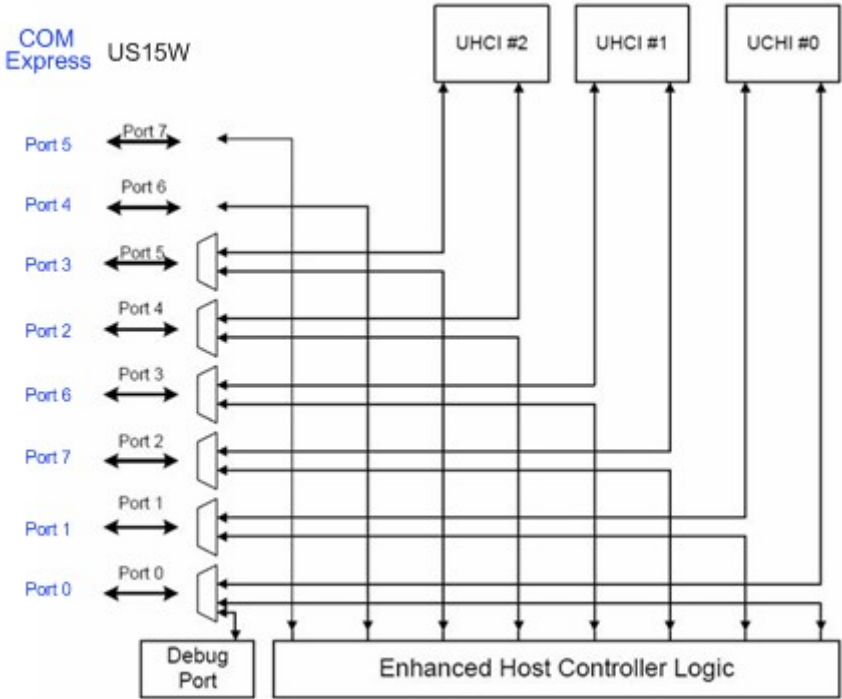 COM
Express US15W
UHCI #2 UHCI #1 UCHI #0
Port 5 Port 7
Port 4 Port 6
Port 3 Port 5
Port 2 Port 4
Port 6 Port 3
Port 7 Port 2
Port 1 Port 1
Port 0 Port 0
Debug
Port
Enhanced Host Controller Logic